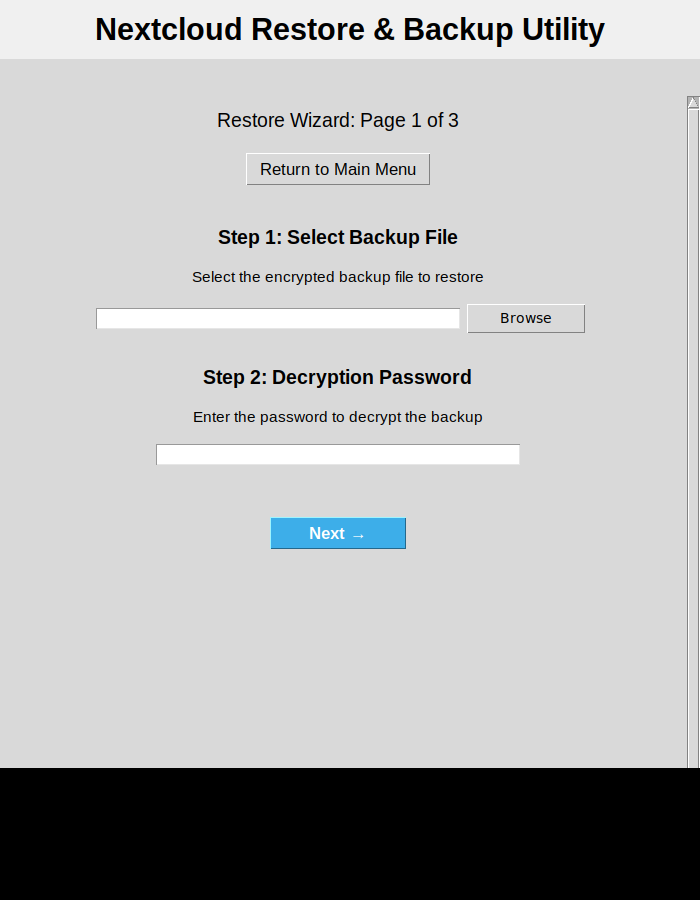 Nextcloud Restore & Backup Utility
Restore Wizard: Page 1 of 3
Return to Main Menu
Step 1: Select Backup File
Select the encrypted backup file to restore
Browse
Step 2: Decryption Password
Enter the password to decrypt the backup
Next →